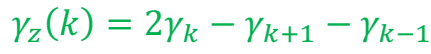 γ_z(k) = 2γ_k − γ_{k+1} − γ_{k−1}